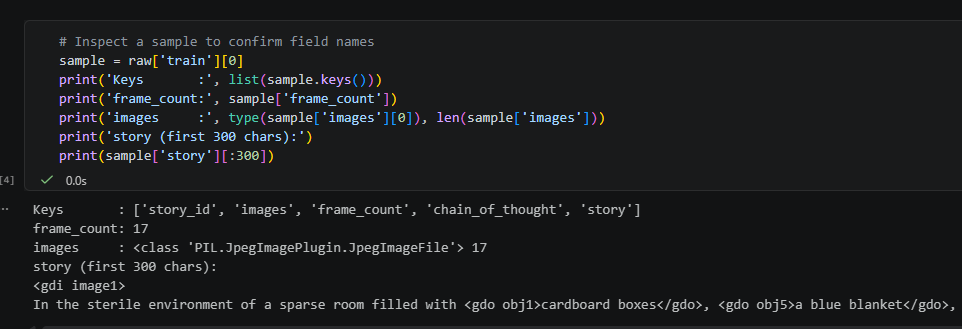 # Inspect a sample to confirm field names
sample = raw['train'][0]
print('Keys       :', list(sample.keys()))
print('frame_count:', sample['frame_count'])
print('images     :', type(sample['images'][0]), len(sample['images']))
print('story (first 300 chars):')
print(sample['story'][:300])
[4]
0.0s
Keys       : ['story_id', 'images', 'frame_count', 'chain_of_thought', 'story']
frame_count: 17
images     : <class 'PIL.JpegImagePlugin.JpegImageFile'> 17
story (first 300 chars):
<gdi image1>
In the sterile environment of a sparse room filled with <gdo obj1>cardboard boxes</gdo>, <gdo obj5>a blue blanket</gdo>,